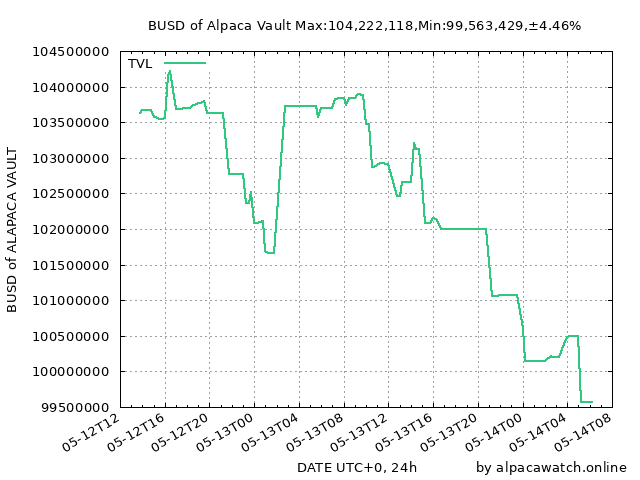 BUSD of Alpaca Vault Max:104,222,118,Min:99,563,429,±4.46%
TVL
104500000
104000000
103500000
103000000
102500000
102000000
101500000
101000000
100500000
100000000
99500000
BUSD of ALAPACA VAULT
05-12T12
05-12T16
05-12T20
05-13T00
05-13T04
05-13T08
05-13T12
05-13T16
05-13T20
05-14T00
05-14T04
05-14T08
DATE UTC+0, 24h
by alpacawatch.online